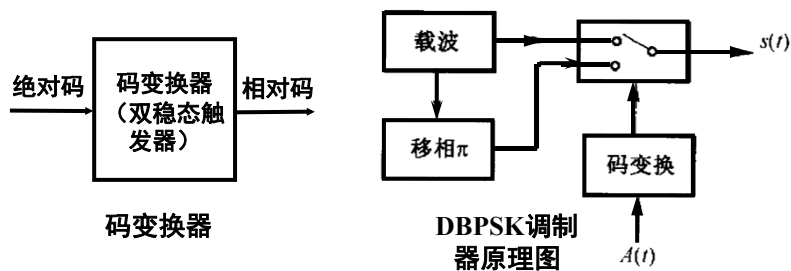 绝对码
码变换器
（双稳态触
发器）
相对码
码变换器
载波
移相π
s(t)
码变换
A(t)
DBPSK调制
器原理图